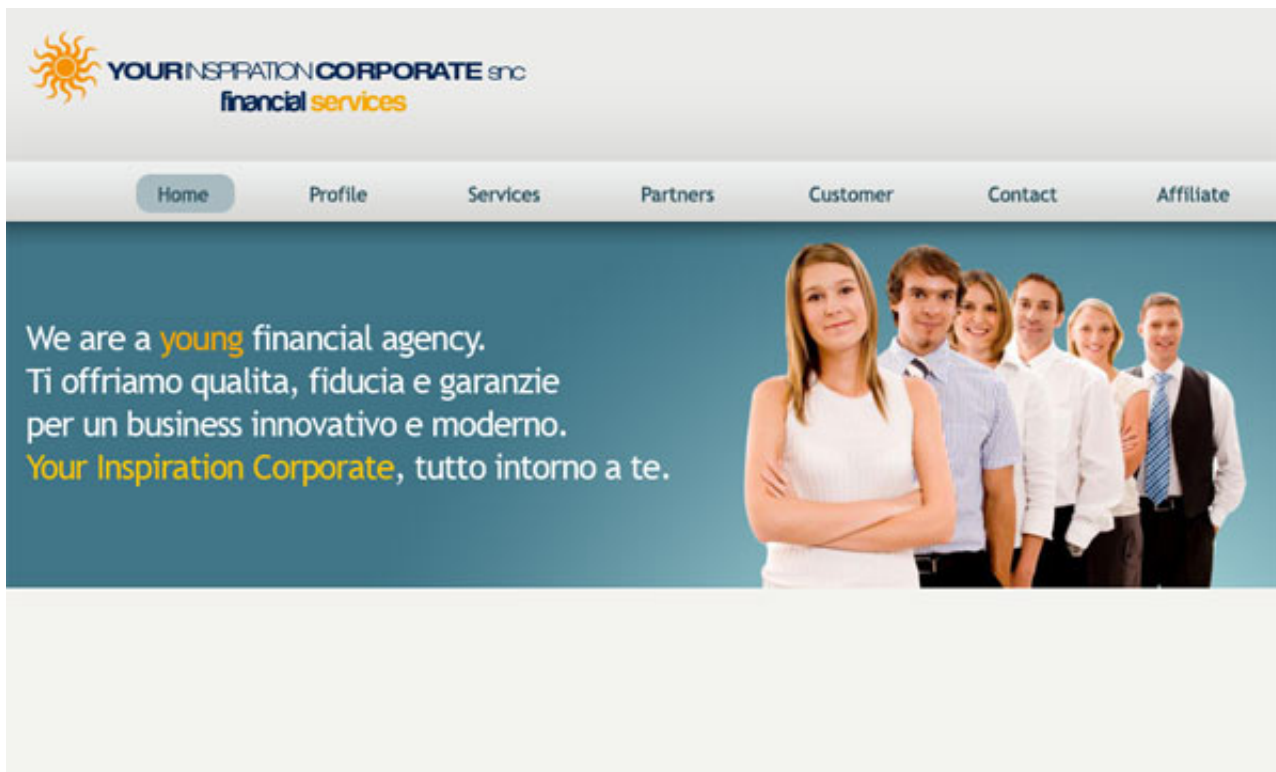 YOURINSPIRATIONCORPORATE snc
financial services
Home Profile Services Partners Customer Contact Affiliate
We are a young financial agency.
Ti offriamo qualita, fiducia e garanzie
per un business innovativo e moderno.
Your Inspiration Corporate, tutto intorno a te.